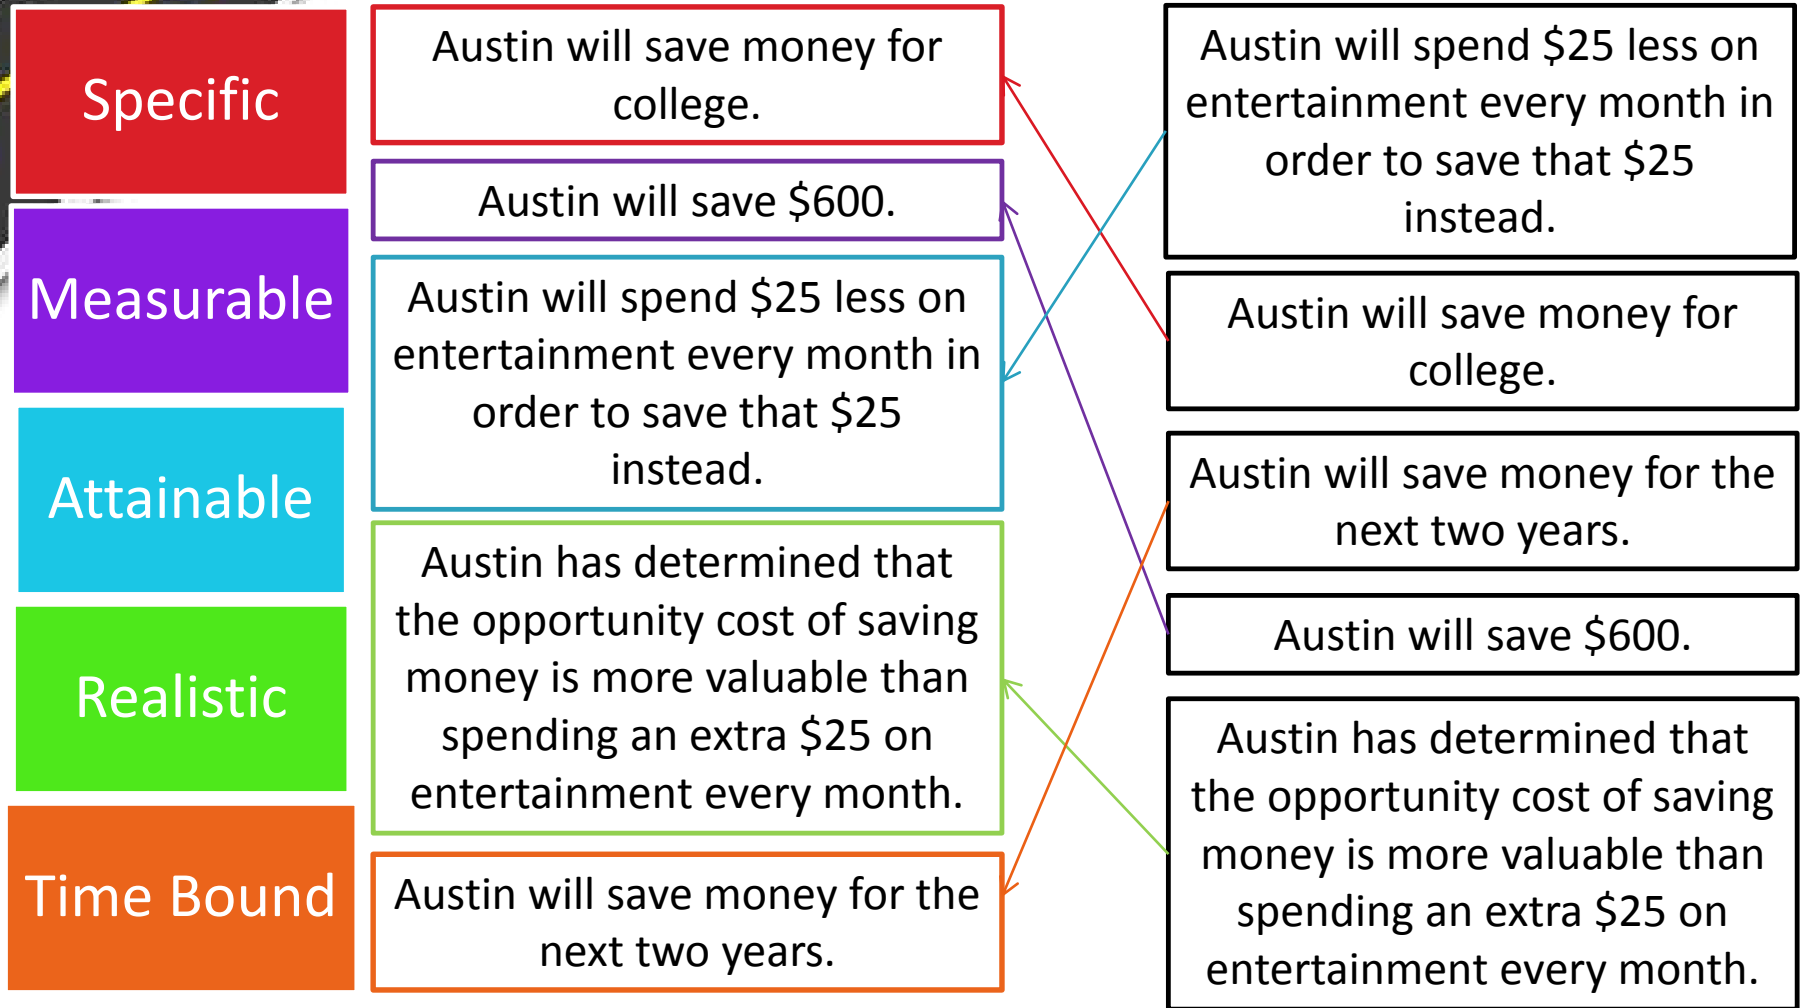 Specific
Measurable
Attainable
Realistic
Time Bound
Austin will save money for
college.
Austin will save $600.
Austin will spend $25 less on
entertainment every month in
order to save that $25
instead.
Austin has determined that
the opportunity cost of saving
money is more valuable than
spending an extra $25 on
entertainment every month.
Austin will save money for the
next two years.
Austin will spend $25 less on
entertainment every month in
order to save that $25
instead.
Austin will save money for
college.
Austin will save money for the
next two years.
Austin will save $600.
Austin has determined that
the opportunity cost of saving
money is more valuable than
spending an extra $25 on
entertainment every month.